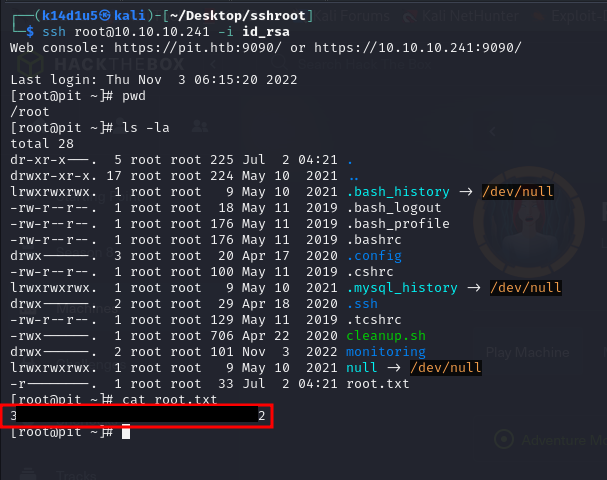 ┌──(k14d1u5㉿kali)-[~/Desktop/sshroot]
└─$ ssh root@10.10.10.241 -i id_rsa
Web console: https://pit.htb:9090/ or https://10.10.10.241:9090/
Last login: Thu Nov  3 06:15:20 2022
[root@pit ~]# pwd
/root
[root@pit ~]# ls -la
total 28
dr-xr-x---.  5 root root 225 Jul  2 04:21 .
drwxr-xr-x. 17 root root 224 May 10  2021 ..
lrwxrwxrwx.  1 root root   9 May 10  2021 .bash_history -> /dev/null
-rw-r--r--.  1 root root  18 May 11  2019 .bash_logout
-rw-r--r--.  1 root root 176 May 11  2019 .bash_profile
-rw-r--r--.  1 root root 176 May 11  2019 .bashrc
drwx------.  3 root root  20 Apr 17  2020 .config
-rw-r--r--.  1 root root 100 May 11  2019 .cshrc
lrwxrwxrwx.  1 root root   9 May 10  2021 .mysql_history -> /dev/null
drwx------.  2 root root  29 Apr 18  2020 .ssh
-rw-r--r--.  1 root root 129 May 11  2019 .tcshrc
-rwx------.  1 root root 706 Apr 22  2020 cleanup.sh
drwx------.  2 root root 101 Nov  3  2022 monitoring
lrwxrwxrwx.  1 root root   9 May 10  2021 null -> /dev/null
-r--------.  1 root root  33 Jul  2 04:21 root.txt
[root@pit ~]# cat root.txt
3 2
[root@pit ~]#
HACKTHEBOX
Kali Forums
Kali NetHunter
Exploit-
Play Machine
Adventure Mo